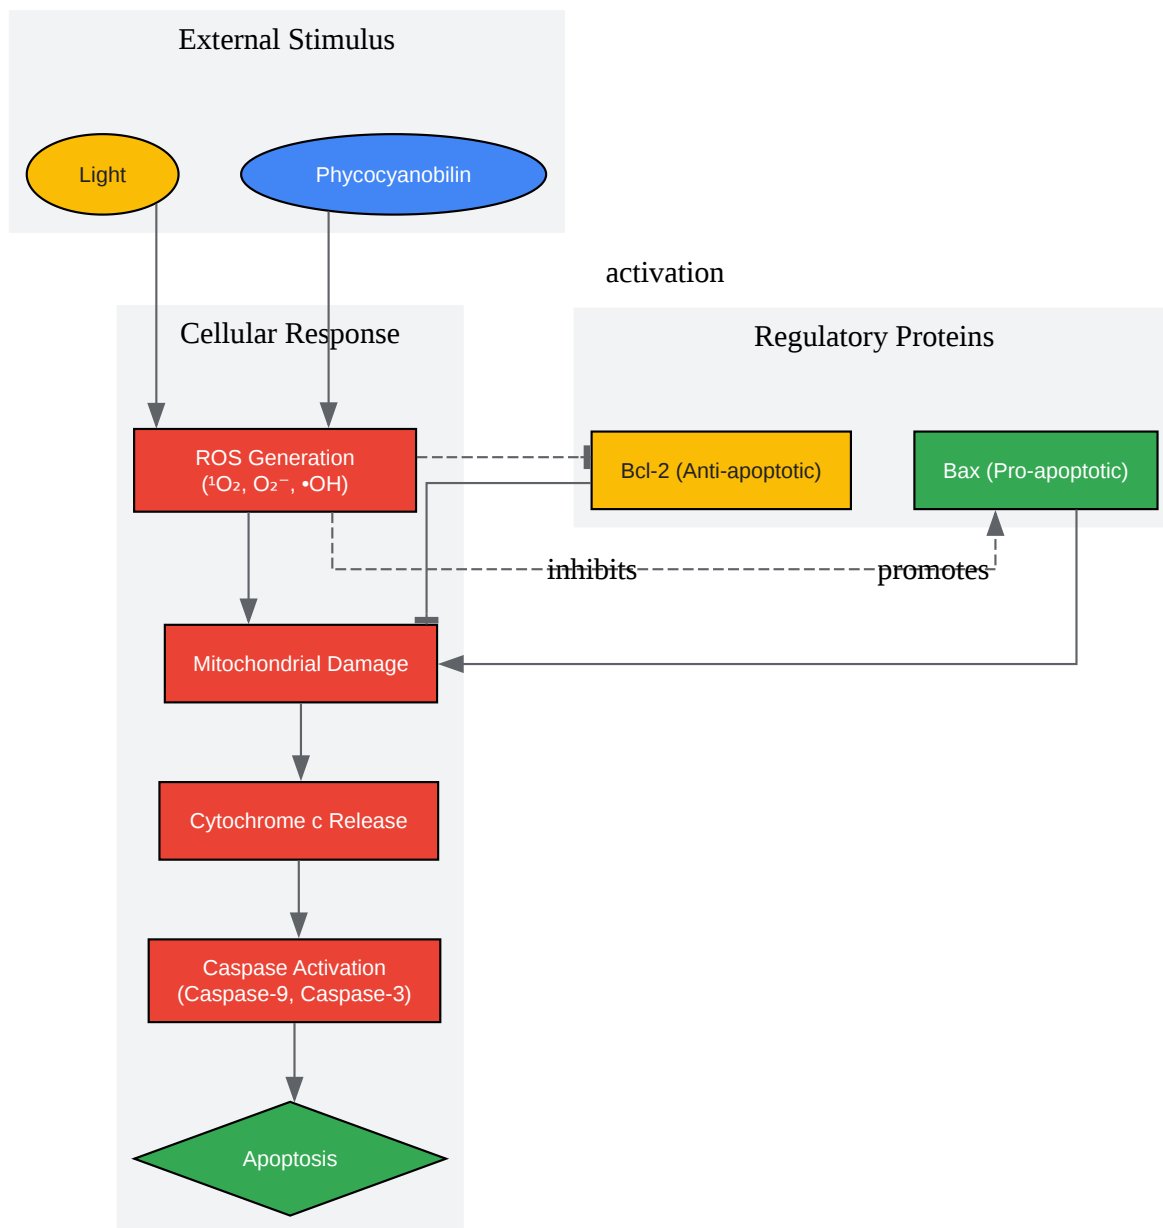 External Stimulus
Light
Phycocyanobilin
activation
Cellular Response
Regulatory Proteins
ROS Generation
(¹O₂, O₂⁻, •OH)
Bcl-2 (Anti-apoptotic)
Bax (Pro-apoptotic)
inhibits
promotes
Mitochondrial Damage
Cytochrome c Release
Caspase Activation
(Caspase-9, Caspase-3)
Apoptosis